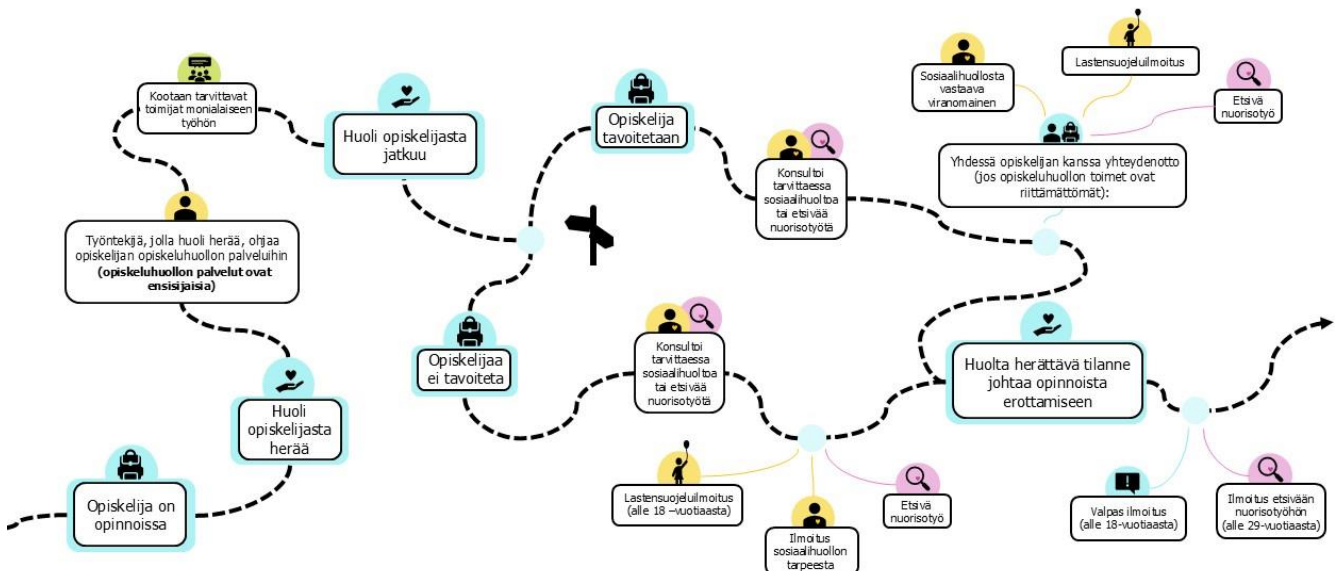 Opiskelija on
opinnoissa
Huoli
opiskelijasta
herää
Työntekijä, jolla huoli herää, ohjaa
opiskelijan opiskeluhuollon palveluihin
(opiskeluhuollon palvelut ovat
ensisijaisia)
Kootaan tarvittavat
toimijat monialaiseen
työhön
Huoli opiskelijasta
jatkuu
Opiskelija
tavoitetaan
Konsultoi
tarvittaessa
sosiaalihuoltoa
tai etsivää
nuorisotyötä
Sosiaalihuollosta
vastaava
viranomainen
Lastensuojeluilmoitus
Etsivä
nuorisotyö
Yhdessä opiskelijan kanssa yhteydenotto
(jos opiskeluhuollon toimet ovat
riittämättömät):
Opiskelijaa
ei tavoiteta
Konsultoi
tarvittaessa
sosiaalihuoltoa
tai etsivää
nuorisotyötä
Lastensuojeluilmoitus
(alle 18 –vuotiaasta)
Ilmoitus
sosiaalihuollon
tarpeesta
Etsivä
nuorisotyö
Huolta herättävä tilanne
johtaa opinnoista
erottamiseen
Valpas ilmoitus
(alle 18-vuotiaasta)
Ilmoitus etsivään
nuorisotyöhön
(alle 29-vuotiaasta)